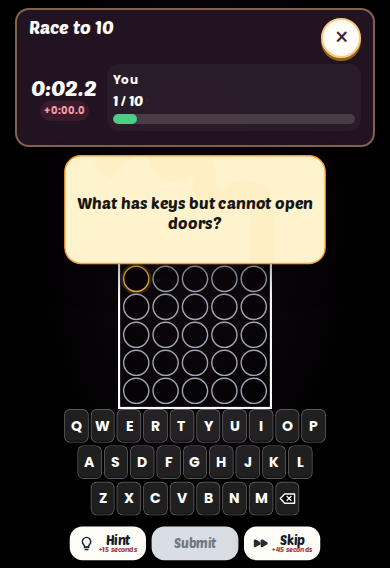 Race to 10
×
0:02.2
+0:00.0
You
1 / 10
What has keys but cannot open
doors?
Q W E R T Y U I O P
A S D F G H J K L
Z X C V B N M
Hint
+15 seconds
Submit
Skip
+45 seconds